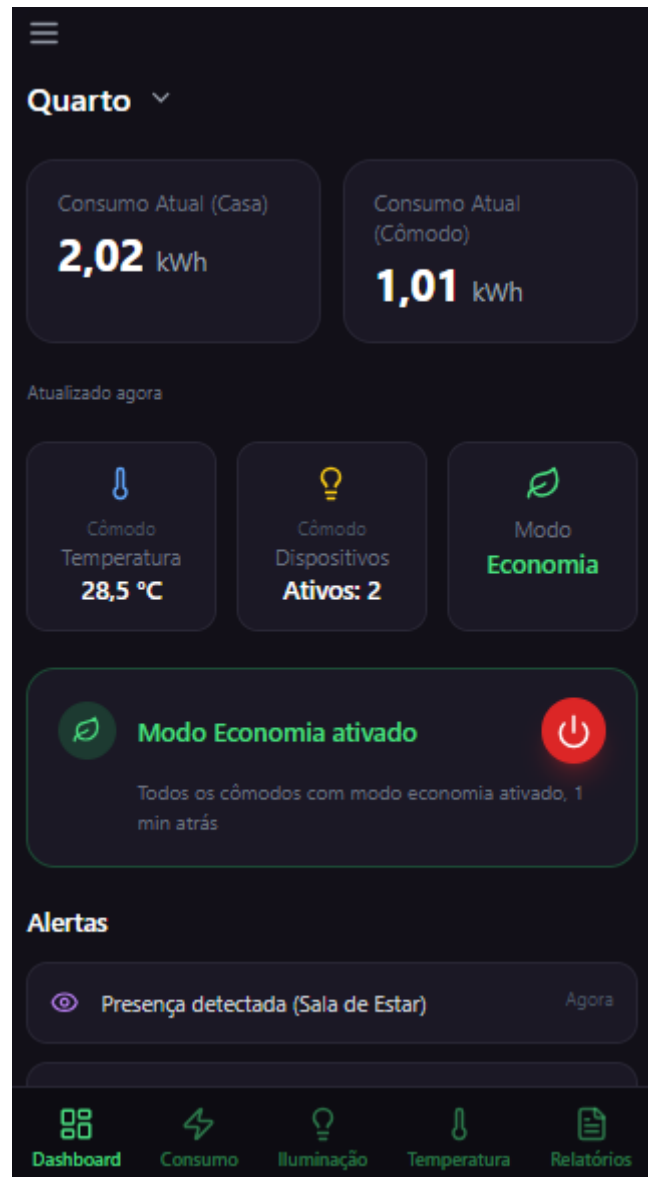 Quarto
Consumo Atual (Casa)
2,02 kWh
Consumo Atual
(Cômodo)
1,01 kWh
Atualizado agora
Cômodo
Temperatura
28,5 °C
Cômodo
Dispositivos
Ativos: 2
Modo
Economia
Modo Economia ativado
Todos os cômodos com modo economia ativado, 1
min atrás
Alertas
Presença detectada (Sala de Estar)
Agora
Dashboard
Consumo
Iluminação
Temperatura
Relatórios